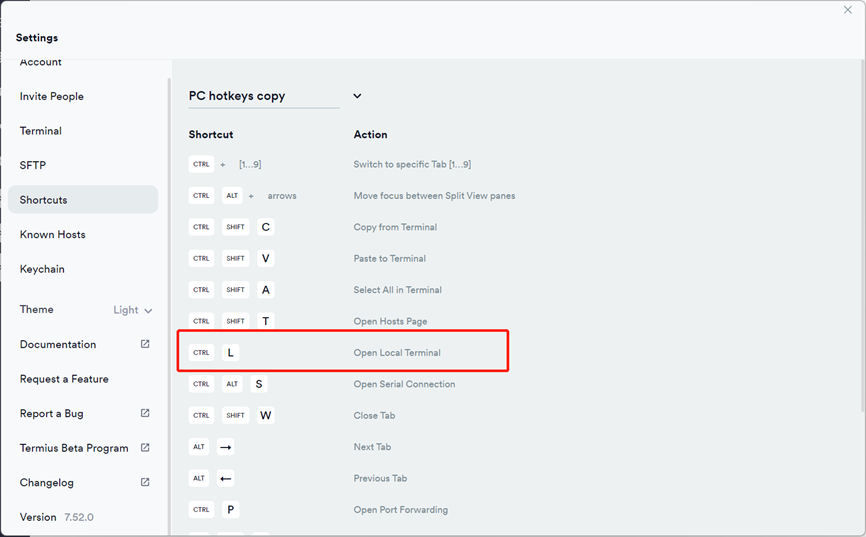 Settings
Account
Invite People
Terminal
SFTP
Shortcuts
Known Hosts
Keychain
Theme Light
Documentation
Request a Feature
Report a Bug
Termius Beta Program
Changelog
Version 7.52.0
PC hotkeys copy
Shortcut Action
CTRL + [1...9] Switch to specific Tab [1...9]
CTRL ALT + arrows Move focus between Split View panes
CTRL SHIFT C Copy from Terminal
CTRL SHIFT V Paste to Terminal
CTRL SHIFT A Select All in Terminal
CTRL SHIFT T Open Hosts Page
CTRL L Open Local Terminal
CTRL ALT S Open Serial Connection
CTRL SHIFT W Close Tab
ALT → Next Tab
ALT ← Previous Tab
CTRL P Open Port Forwarding